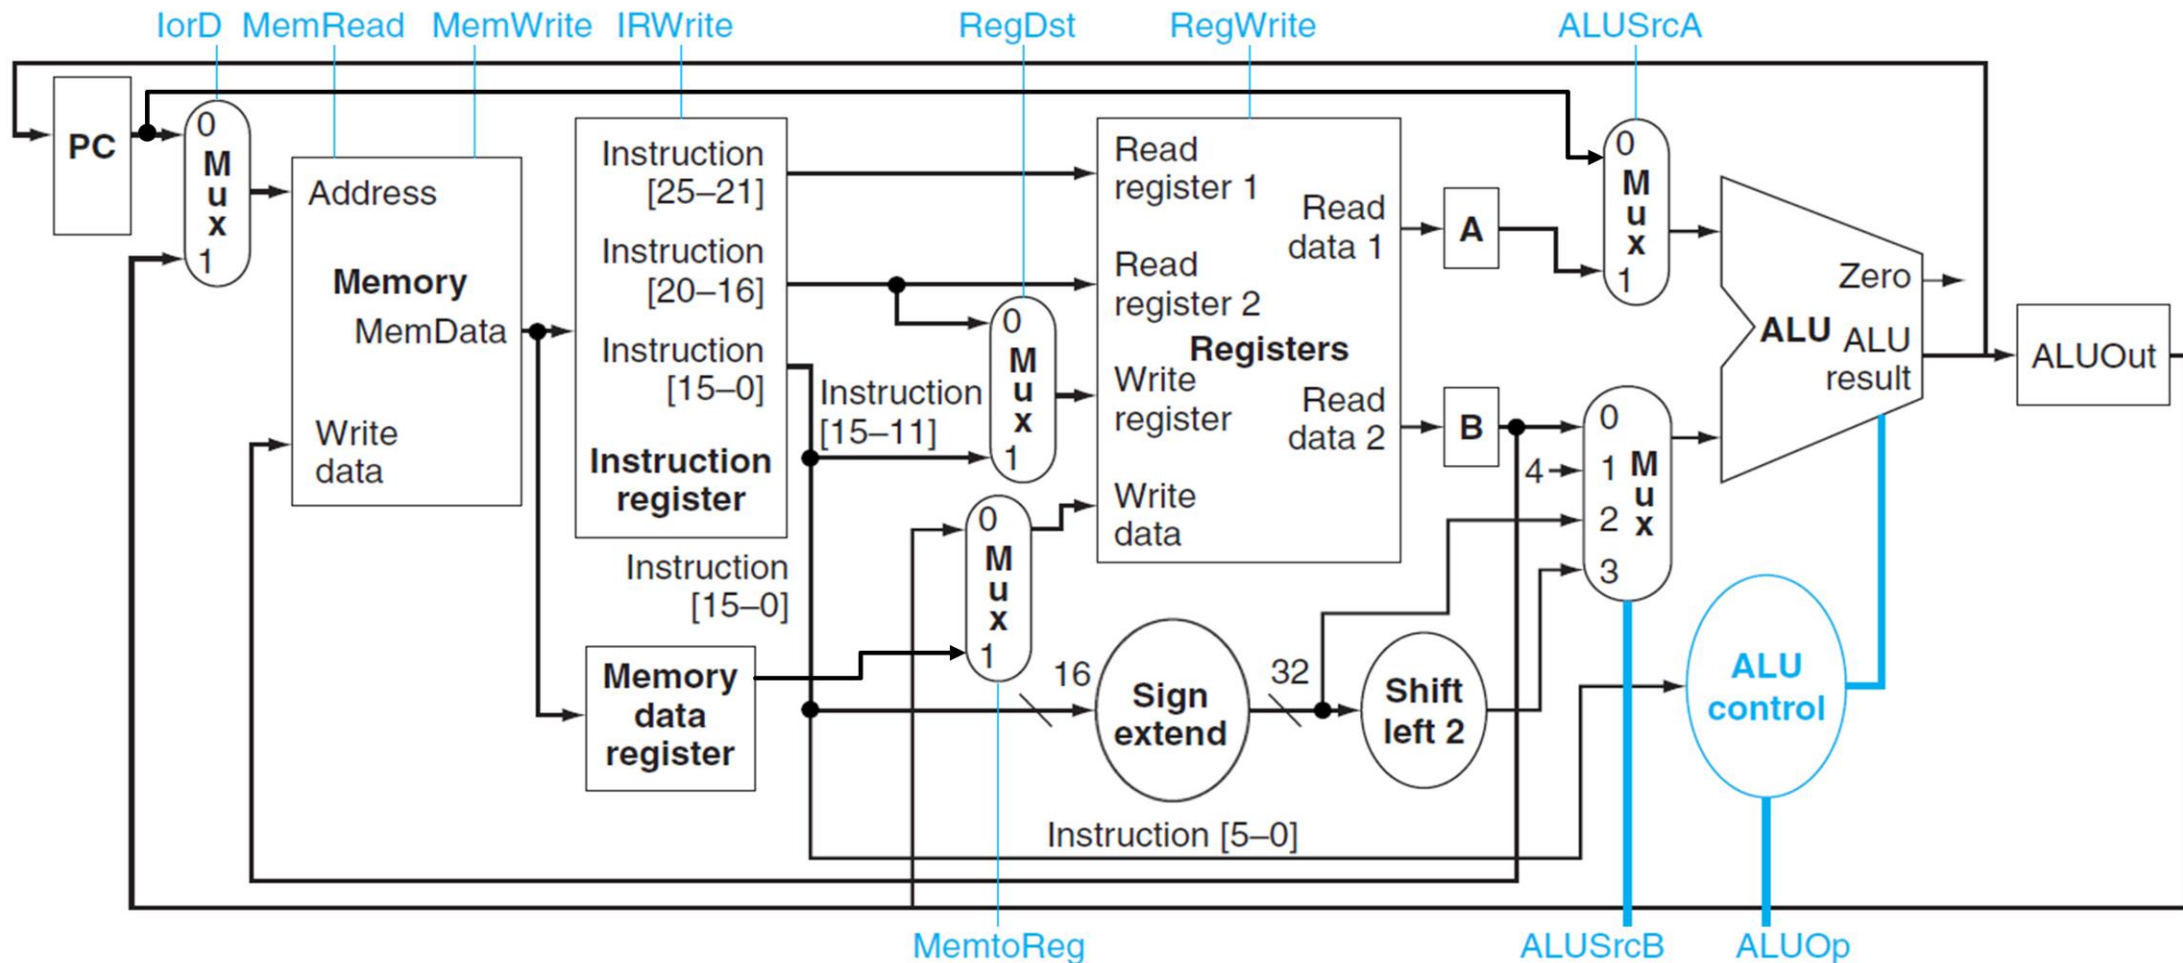 IorD MemRead MemWrite IRWrite RegDst RegWrite ALUSrcA
PC
0
M
u
x
1
Address
Memory
MemData
Write
data
Instruction
[25–21]
Instruction
[20–16]
Instruction
[15–0]
Instruction
register
Instruction
[15–11]
Instruction
[15–0]
Memory
data
register
0
M
u
x
1
0
M
u
x
1
Read
register 1
Read
register 2
Registers
Write
register
Write
data
Read
data 1
Read
data 2
A
B
4
0
M
u
x
1
0
1
2
3
M
u
x
Zero
ALU
ALU
result
ALUOut
16
Sign
extend
32
Shift
left 2
ALU
control
Instruction [5–0]
MemtoReg ALUSrcB ALUOp